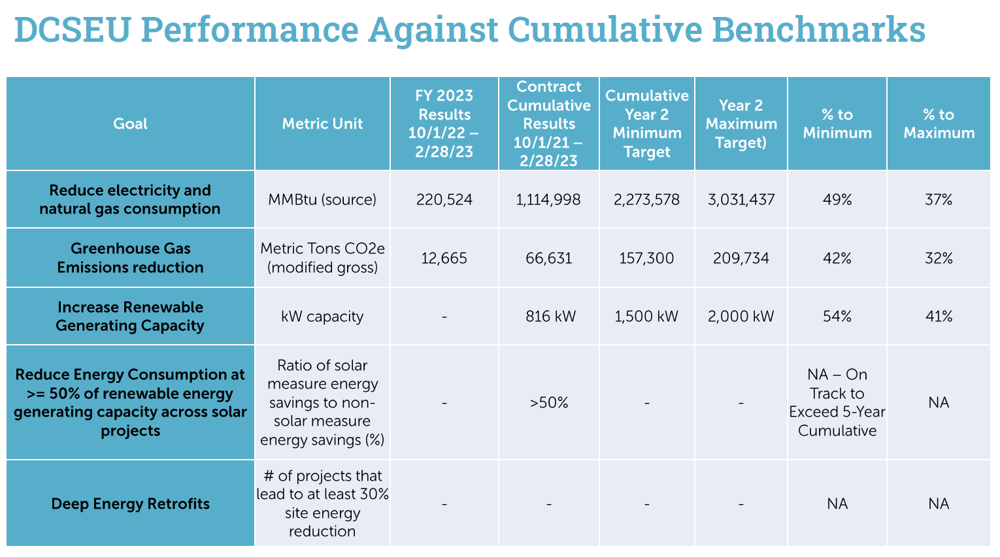 DCSEU Performance Against Cumulative Benchmarks
Goal
Metric Unit
FY 2023
Results
10/1/22 –
2/28/23
Contract
Cumulative
Results
10/1/21 –
2/28/23
Cumulative
Year 2
Minimum
Target
Year 2
Maximum
Target)
% to
Minimum
% to
Maximum
Reduce electricity and
natural gas consumption
MMBtu (source)
220,524
1,114,998
2,273,578
3,031,437
49%
37%
Greenhouse Gas
Emissions reduction
Metric Tons CO2e
(modified gross)
12,665
66,631
157,300
209,734
42%
32%
Increase Renewable
Generating Capacity
kW capacity
-
816 kW
1,500 kW
2,000 kW
54%
41%
Reduce Energy Consumption at
>= 50% of renewable energy
generating capacity across solar
projects
Ratio of solar
measure energy
savings to non-
solar measure
energy savings (%)
-
>50%
-
-
NA – On
Track to
Exceed 5-Year
Cumulative
NA
Deep Energy Retrofits
# of projects that
lead to at least 30%
site energy
reduction
-
-
-
-
NA
NA